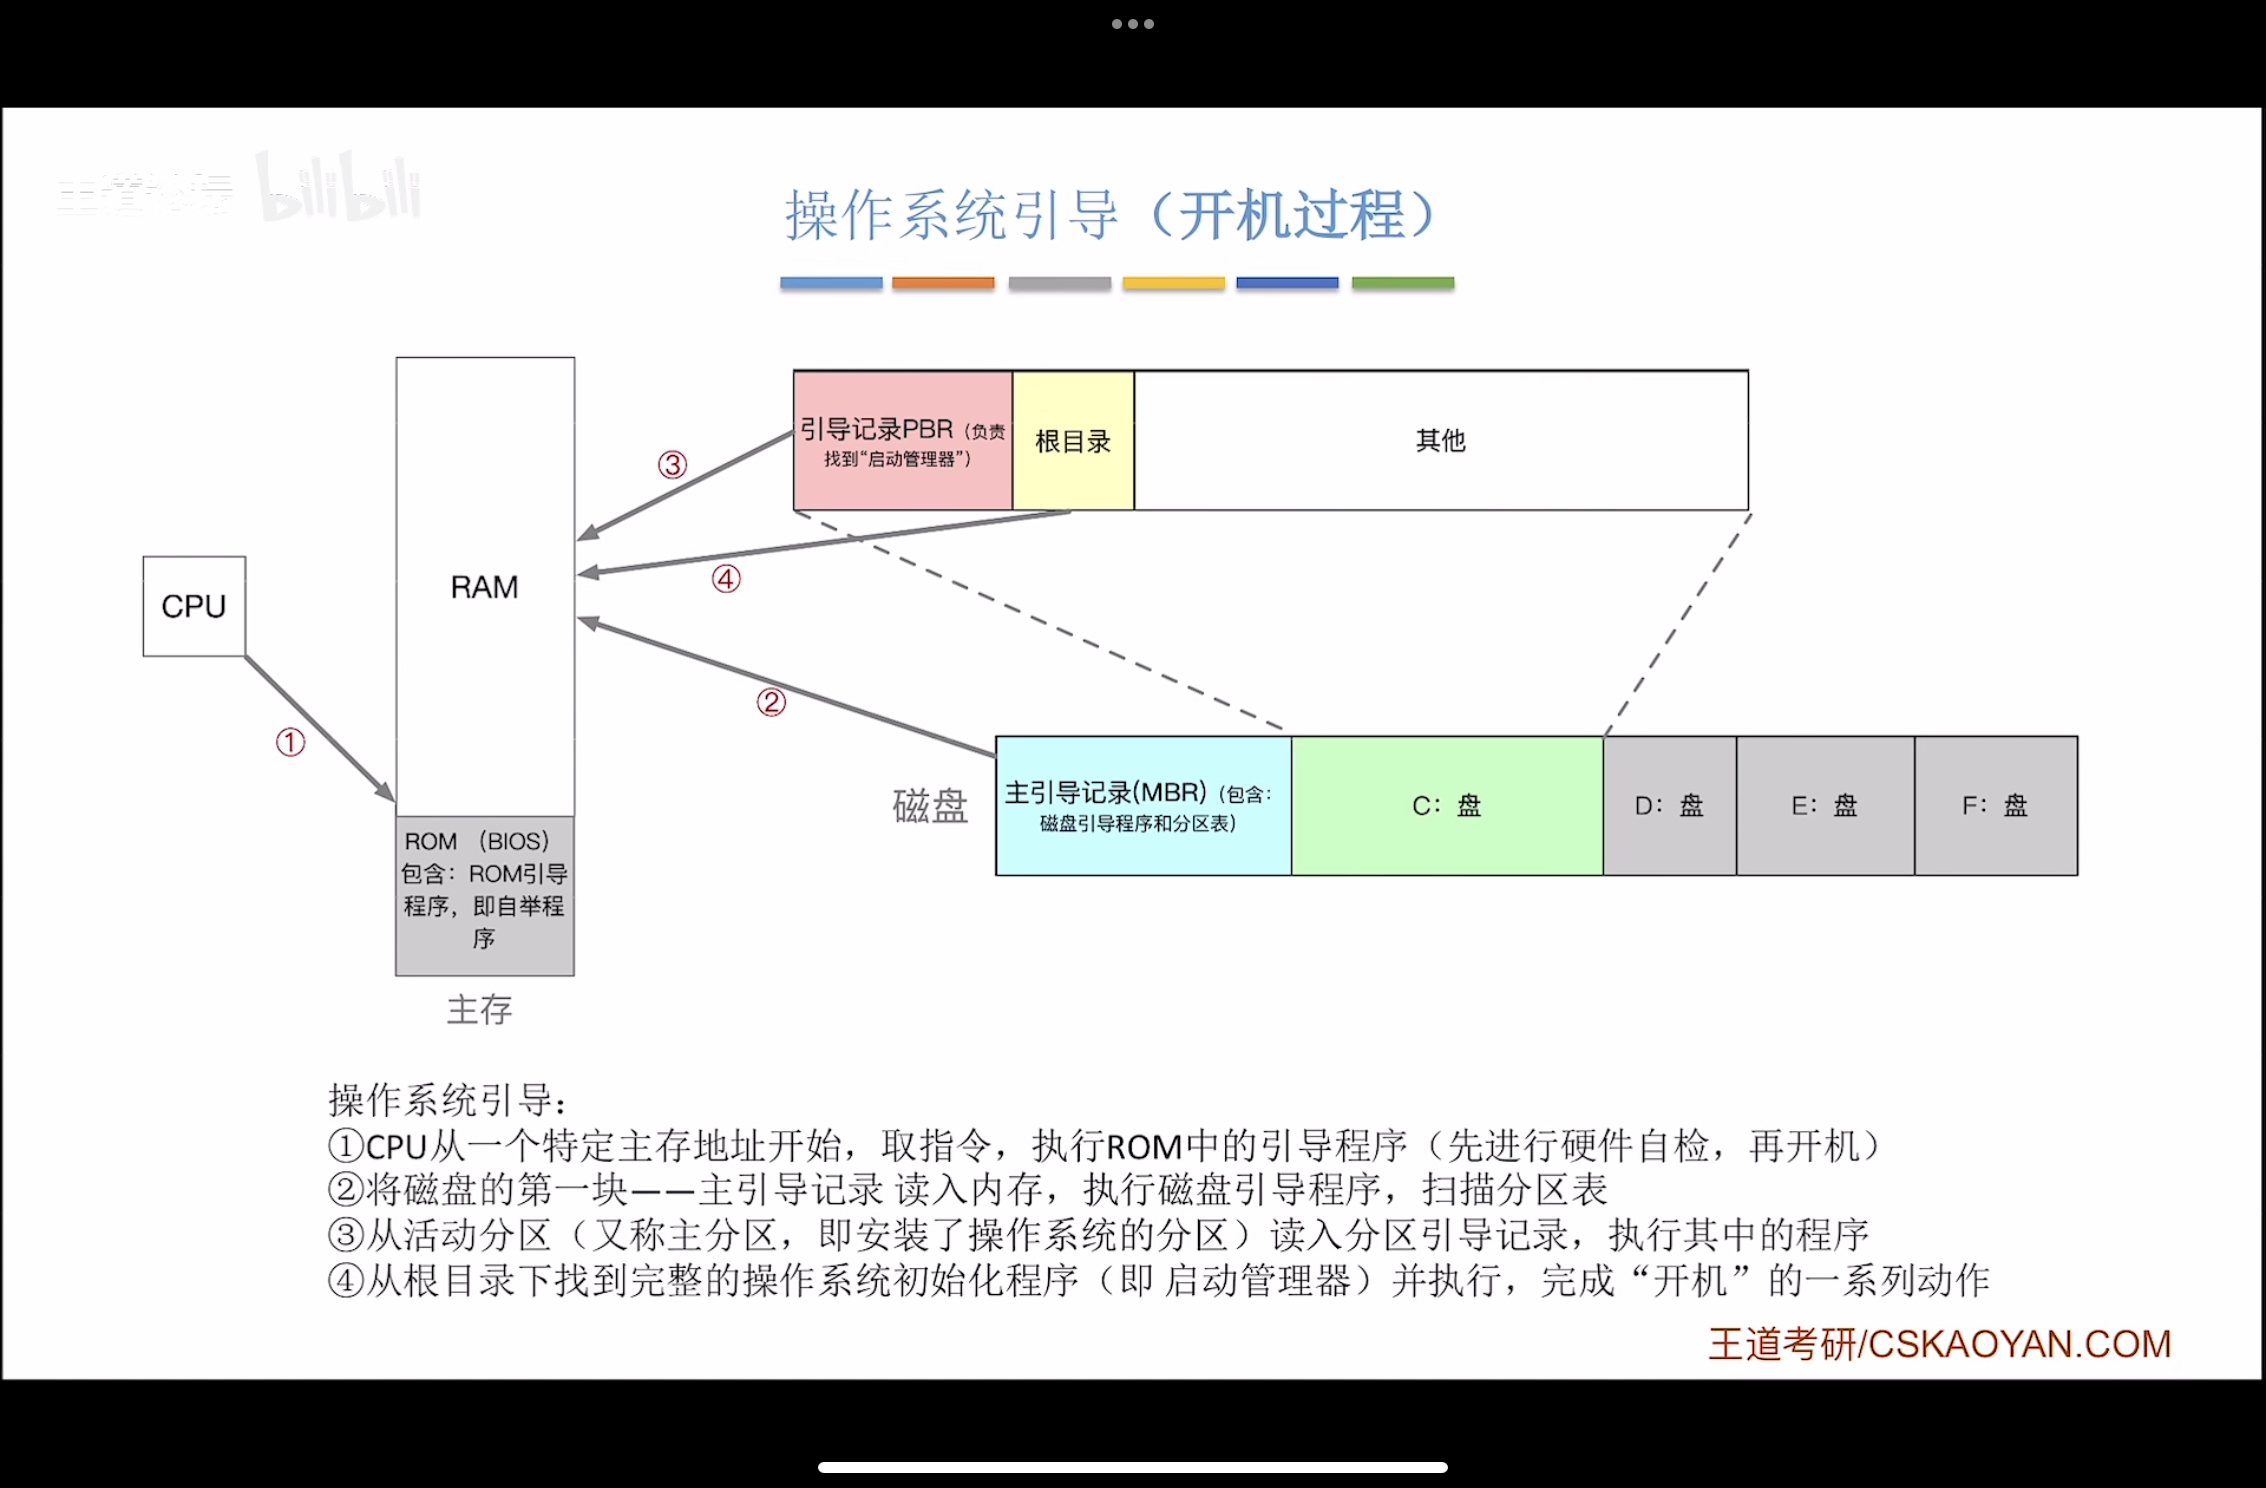 bilibili
操作系统引导（开机过程）
引导记录PBR（负责
找到“启动管理器”）
根目录
其他
③
④
RAM
CPU
②
①
磁盘
主引导记录(MBR)（包含：
磁盘引导程序和分区表）
C：盘
D：盘
E：盘
F：盘
ROM （BIOS）
包含：ROM引导
程序，即自举程
序
主存
操作系统引导：
①CPU从一个特定主存地址开始，取指令，执行ROM中的引导程序（先进行硬件自检，再开机）
②将磁盘的第一块——主引导记录 读入内存，执行磁盘引导程序，扫描分区表
③从活动分区（又称主分区，即安装了操作系统的分区）读入分区引导记录，执行其中的程序
④从根目录下找到完整的操作系统初始化程序（即 启动管理器）并执行，完成“开机”的一系列动作
王道考研/CSKAOYAN.COM